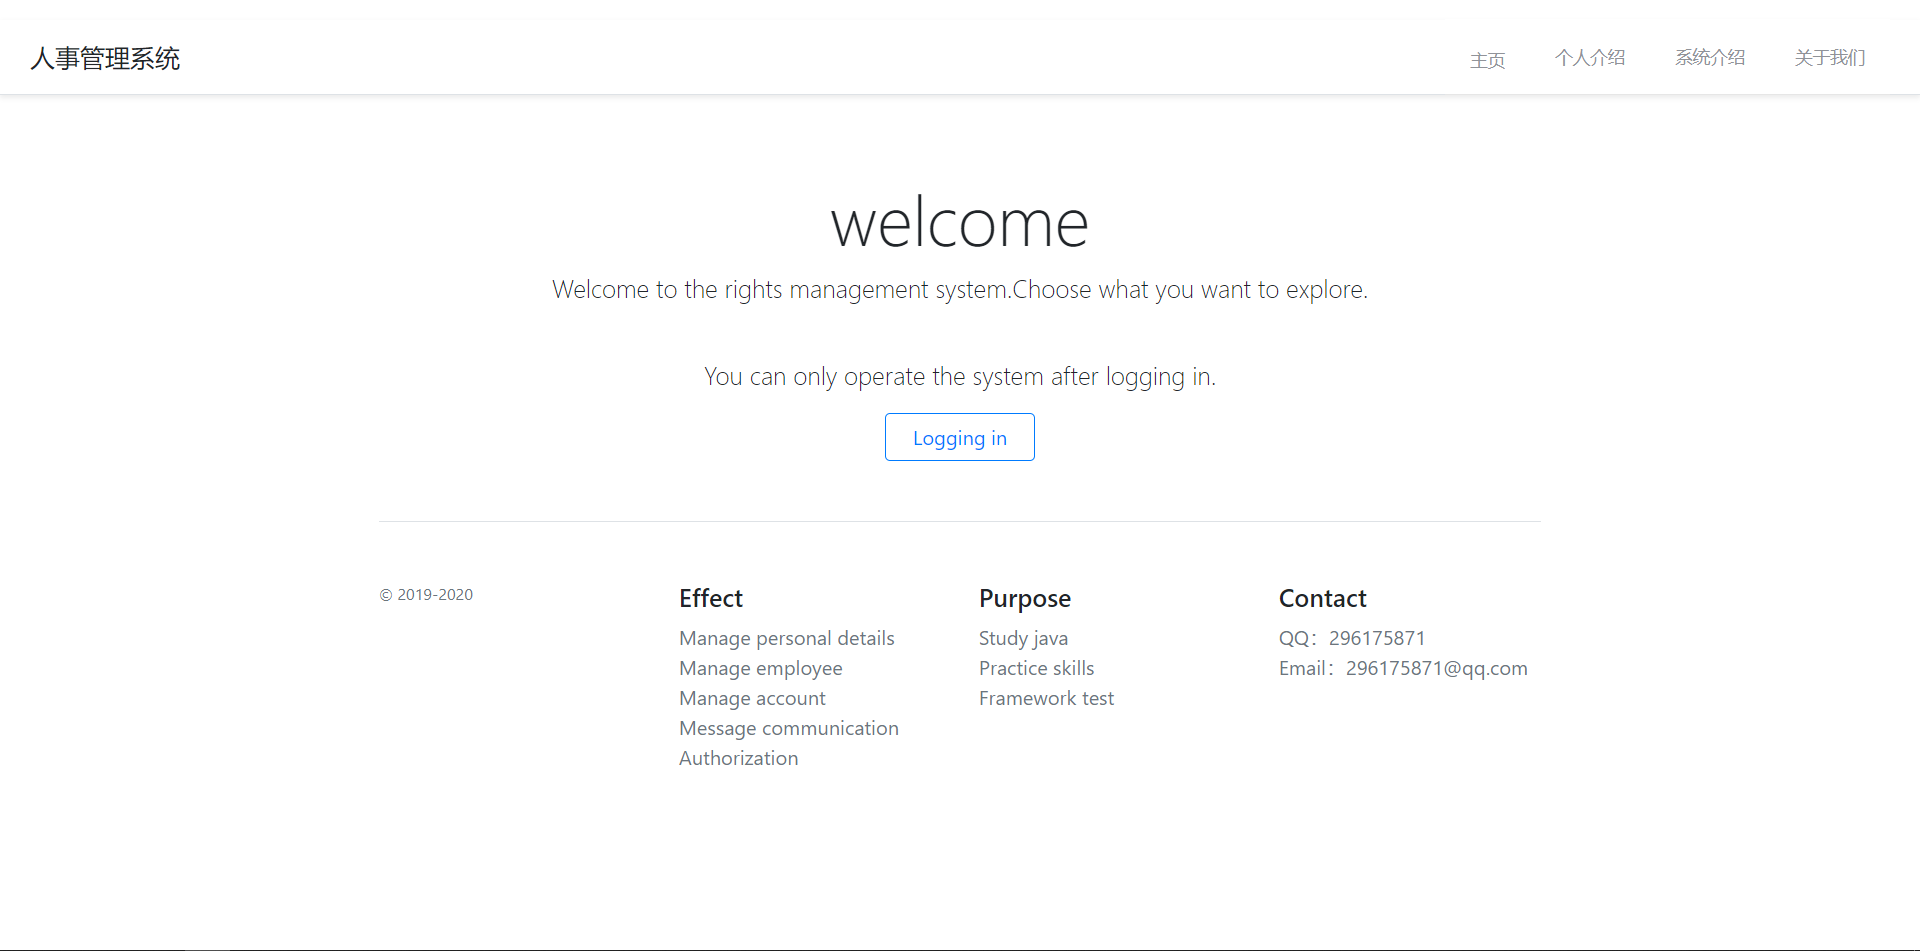 人事管理系统
主页 个人介绍 系统介绍 关于我们
welcome
Welcome to the rights management system.Choose what you want to explore.
You can only operate the system after logging in.
Logging in
© 2019-2020
Effect
Manage personal details
Manage employee
Manage account
Message communication
Authorization
Purpose
Study java
Practice skills
Framework test
Contact
QQ：296175871
Email：296175871@qq.com